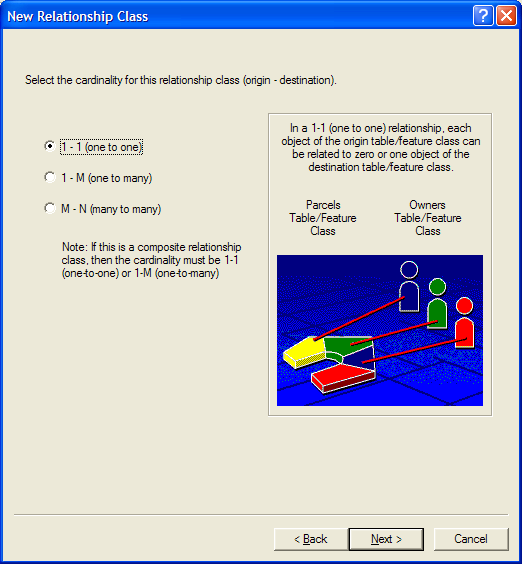 New Relationship Class
Select the cardinality for this relationship class (origin - destination).
1 - 1 (one to one)
1 - M (one to many)
M - N (many to many)
Note: If this is a composite relationship
class, then the cardinality must be 1-1
(one-to-one) or 1-M (one-to-many)
In a 1-1 (one to one) relationship, each
object of the origin table/feature class can
be related to zero or one object of the
destination table/feature class.
Parcels
Table/Feature
Class
Owners
Table/Feature
Class
< Back
Next >
Cancel